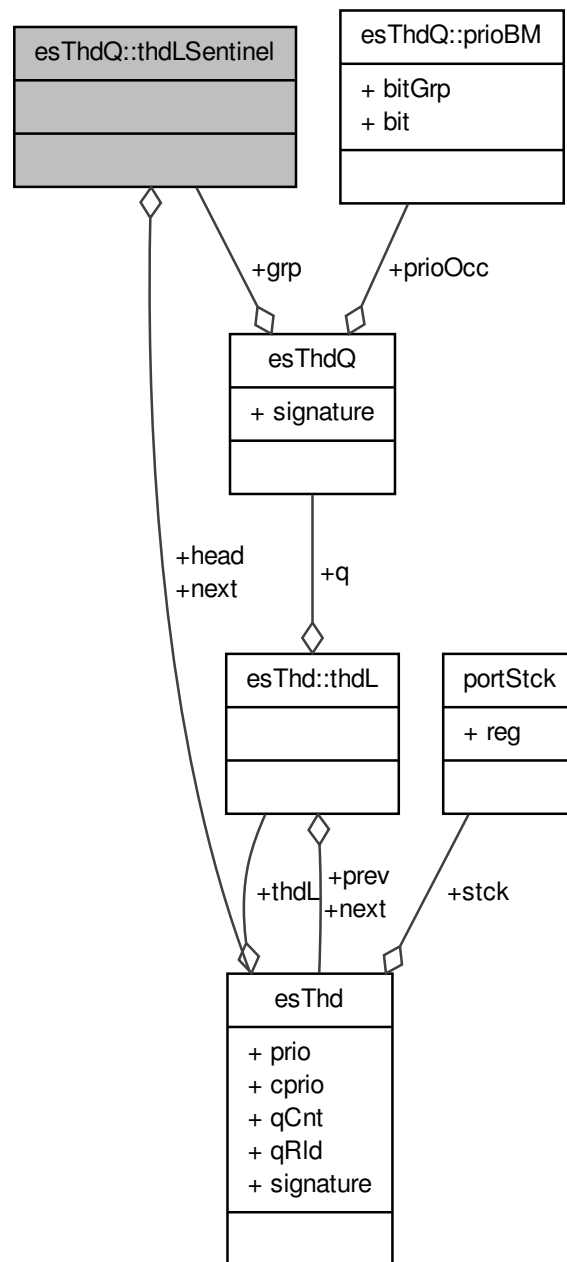 esThdQ::thdLSentinel
esThdQ::prioBM
+ bitGrp
+ bit
+grp
+prioOcc
esThdQ
+ signature
+head
+next
+q
esThd::thdL
portStck
+ reg
+thdL
+prev
+next
+stck
esThd
+ prio
+ cprio
+ qCnt
+ qRld
+ signature